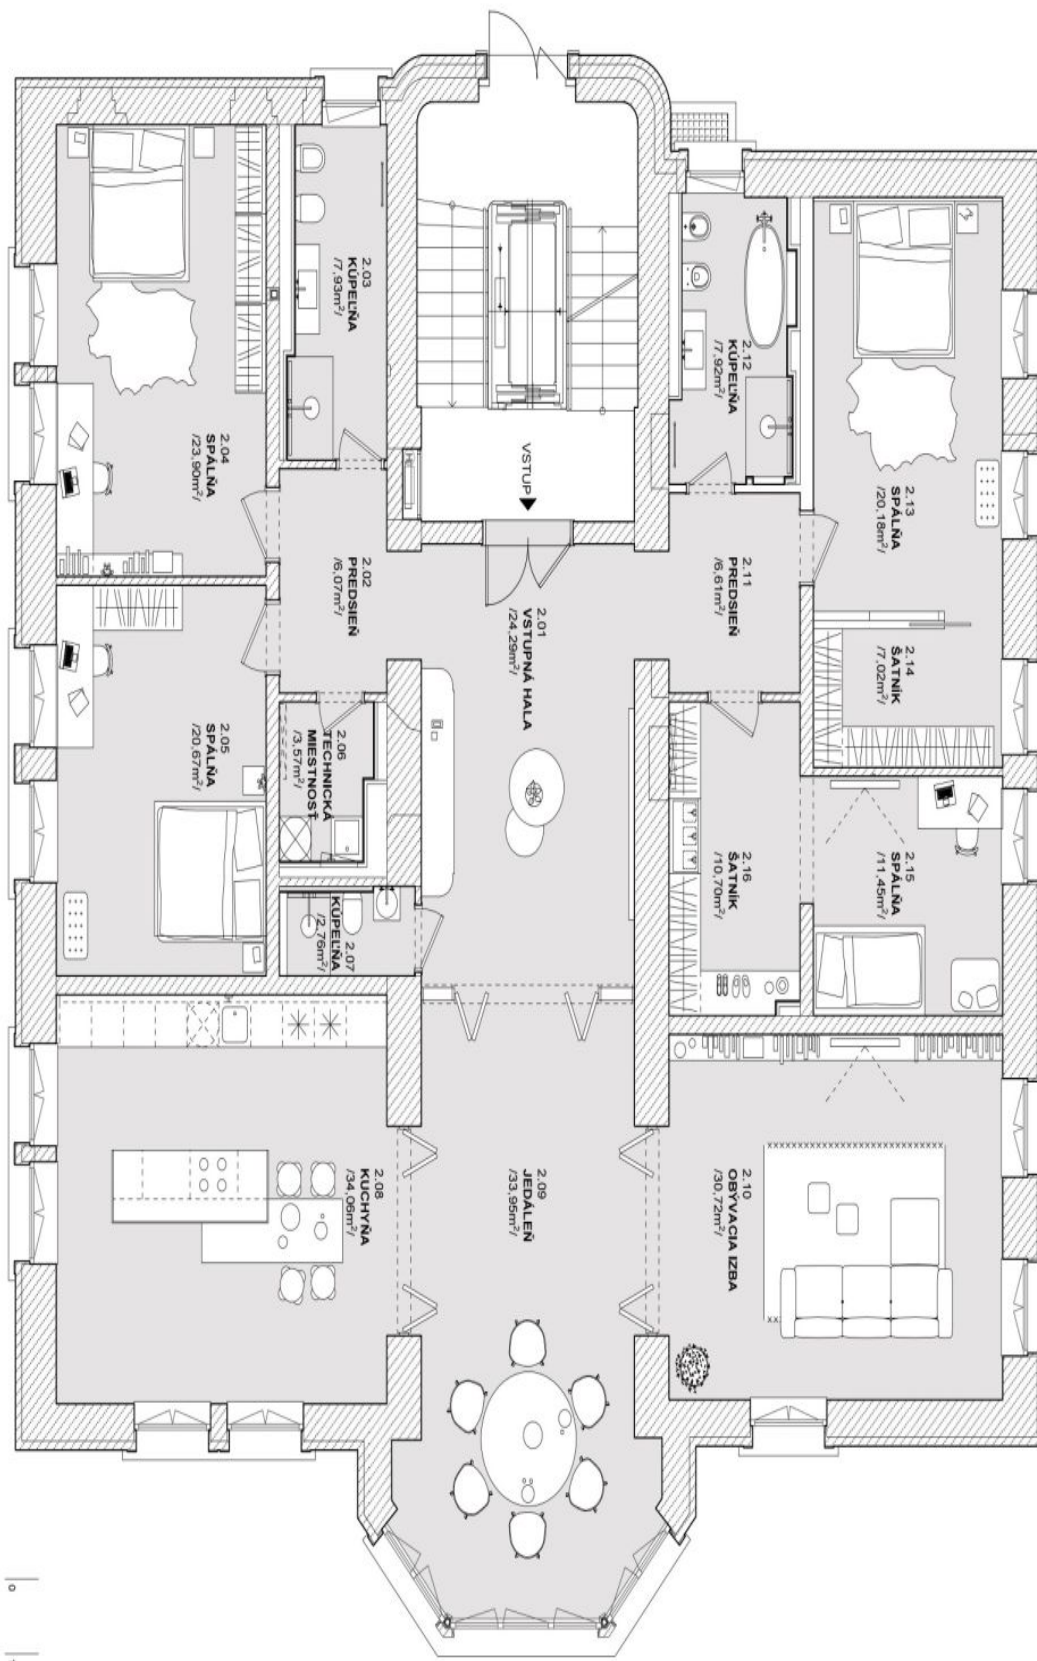 2.01
VSTUPNÁ HALA
/24,29m²/
2.02
PREDSIEŇ
/6,07m²/
2.03
KÚPEĽŇA
/7,93m²/
2.04
SPÁLŇA
/23,90m²/
2.05
SPÁLŇA
/20,67m²/
2.06
TECHNICKÁ
MIESTNOSŤ
/3,57m²/
2.07
KÚPEĽŇA
/2,76m²/
2.08
KUCHYŇA
/34,06m²/
2.09
JEDÁLEŇ
/33,95m²/
2.10
OBÝVACIA IZBA
/30,72m²/
2.11
PREDSIEŇ
/6,61m²/
2.12
KÚPEĽŇA
/7,92m²/
2.13
SPÁLŇA
/20,18m²/
2.14
ŠATNÍK
/7,02m²/
2.15
SPÁLŇA
/11,45m²/
2.16
ŠATNÍK
/10,70m²/
VSTUP
0